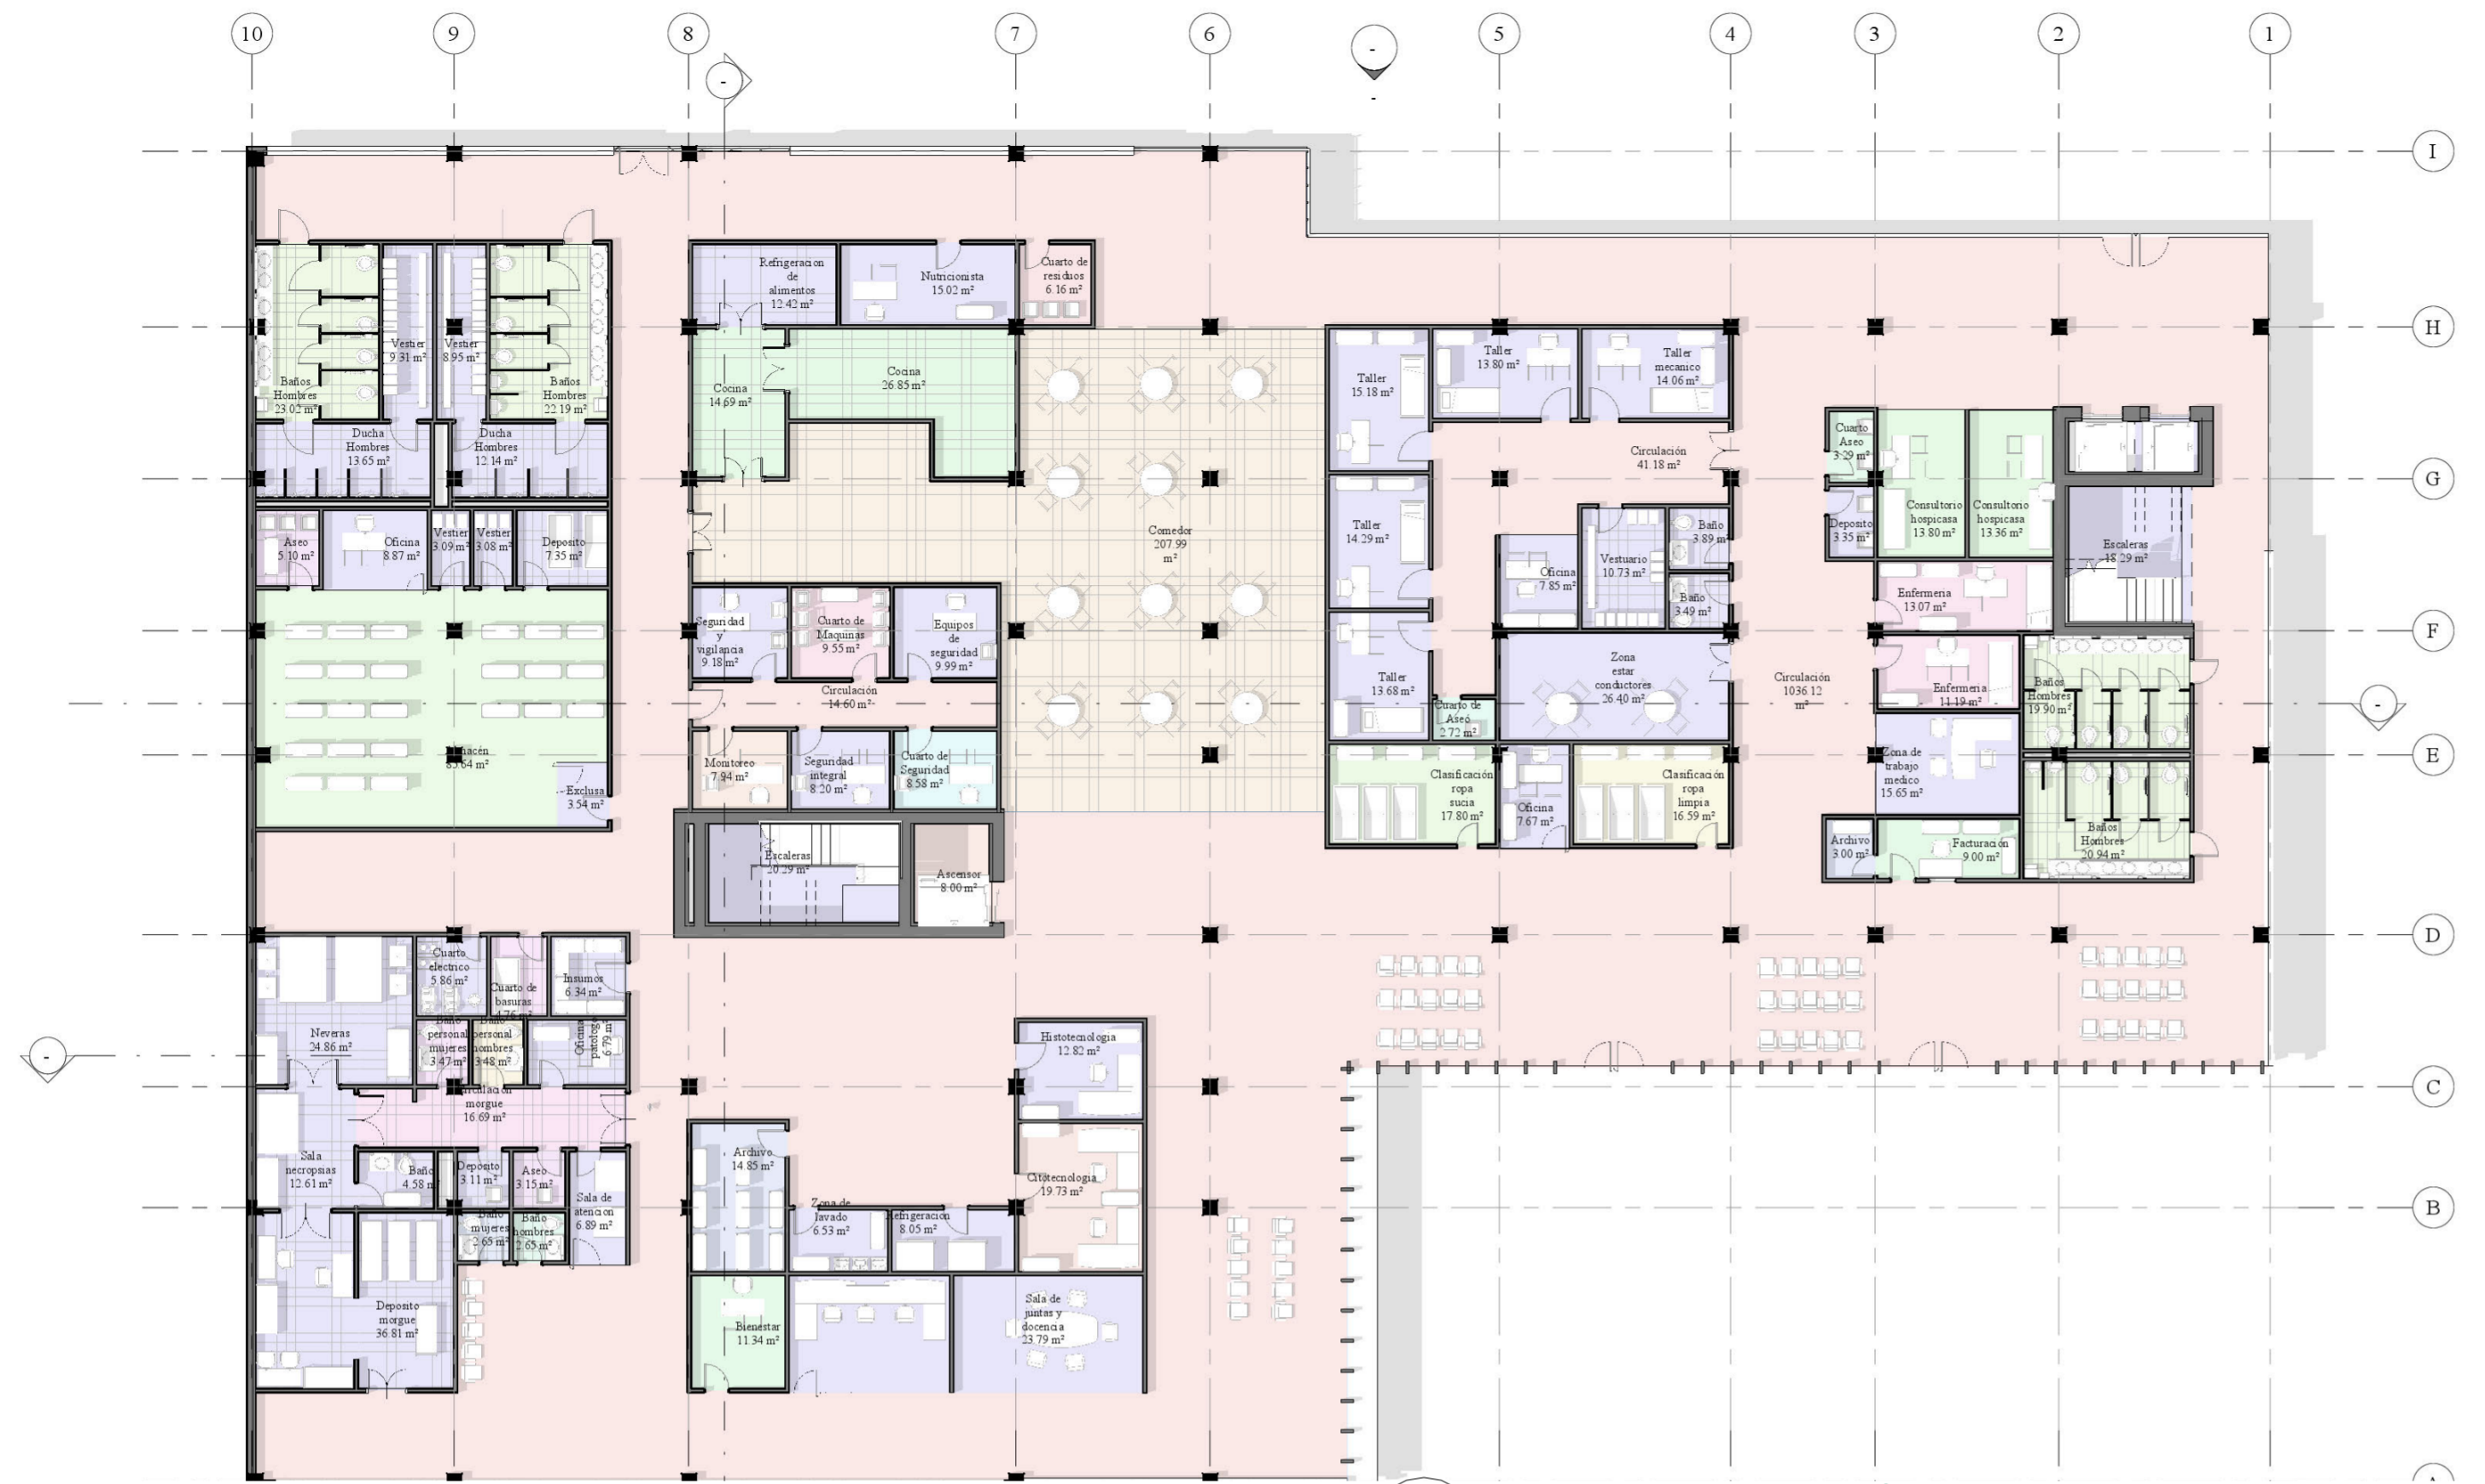 10
9
8
7
6
5
4
3
2
1
-
-
-
I
H
G
F
E
D
C
B
-
-
Baños
Hombres
23.02 m²
Vestier
9.31 m²
Vestier
8.95 m²
Baños
Hombres
22.19 m²
Ducha
Hombres
13.65 m²
Ducha
Hombres
12.14 m²
Aseo
5.10 m²
Oficina
8.87 m²
Vestier
3.09 m²
Vestier
3.08 m²
Deposito
7.35 m²
Exclusa
3.54 m²
Refrigeracion
de
alimentos
12.42 m²
Nutricionista
15.02 m²
Cuarto de
residuos
6.16 m²
Cocina
14.69 m²
Cocina
26.85 m²
Comedor
207.99
m²
Seguridad
y
vigilancia
9.18 m²
Cuarto de
Maquinas
9.55 m²
Equipos
de
seguridad
9.99 m²
Circulación
14.60 m²
Monitoreo
7.94 m²
Seguridad
integral
8.20 m²
Cuarto de
Seguridad
8.58 m²
Escaleras
20.29 m²
Ascensor
8.00 m²
Taller
15.18 m²
Taller
13.80 m²
Taller
mecanico
14.06 m²
Circulación
41.18 m²
Taller
14.29 m²
Oficina
7.85 m²
Vestuario
10.73 m²
Baño
3.89 m²
Baño
3.49 m²
Taller
13.68 m²
Cuarto de
Aseo
2.72 m²
Zona
estar
conductores
26.40 m²
Clasificación
ropa
sucia
17.80 m²
Oficina
7.67 m²
Clasificación
ropa
limpia
16.59 m²
Circulación
1036.12
m²
Cuarto
Aseo
3.29 m²
Deposito
3.35 m²
Consultorio
hospicasa
13.80 m²
Consultorio
hospicasa
13.36 m²
Escaleras
18.29 m²
Enfermeria
13.07 m²
Enfermeria
11.19 m²
Baños
Hombres
19.90 m²
Zona de
trabajo
medico
15.65 m²
Archivo
3.00 m²
Facturación
9.00 m²
Baños
Hombres
20.94 m²
Cuarto
electrico
5.86 m²
Cuarto de
basuras
4.76 m²
Insumos
6.34 m²
Neveras
24.86 m²
Baño
personal
mujeres
3.47 m²
Baño
personal
hombres
3.48 m²
Oficina
patologo
6.79 m²
morgue
16.69 m²
Sala
necropsias
12.61 m²
Baño
4.58 m²
Deposito
3.11 m²
Aseo
3.15 m²
Sala de
atencion
6.89 m²
Baño
mujeres
2.65 m²
Baño
hombres
2.65 m²
Deposito
morgue
36.81 m²
Histotecnologia
12.82 m²
Citotecnologia
19.73 m²
Archivo
14.85 m²
Zona de
lavado
6.53 m²
Refrigeración
8.05 m²
Bienestar
11.34 m²
Sala de
juntas y
docencia
23.79 m²